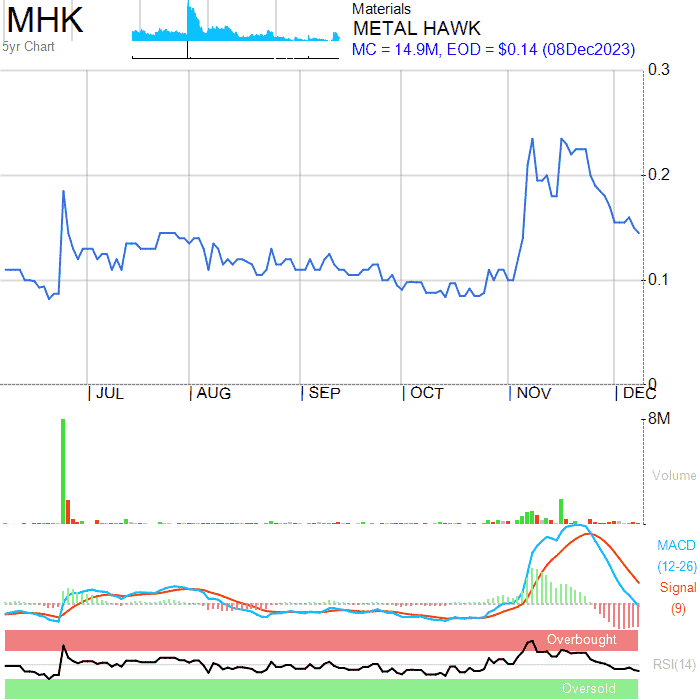 MHK
5yr Chart
Materials
METAL HAWK
MC = 14.9M, EOD = $0.14 (08Dec2023)
0.3
0.2
0.1
0
JUL AUG SEP OCT NOV DEC
8M
Volume
MACD
(12-26)
Signal
(9)
Overbought
RSI(14)
Oversold